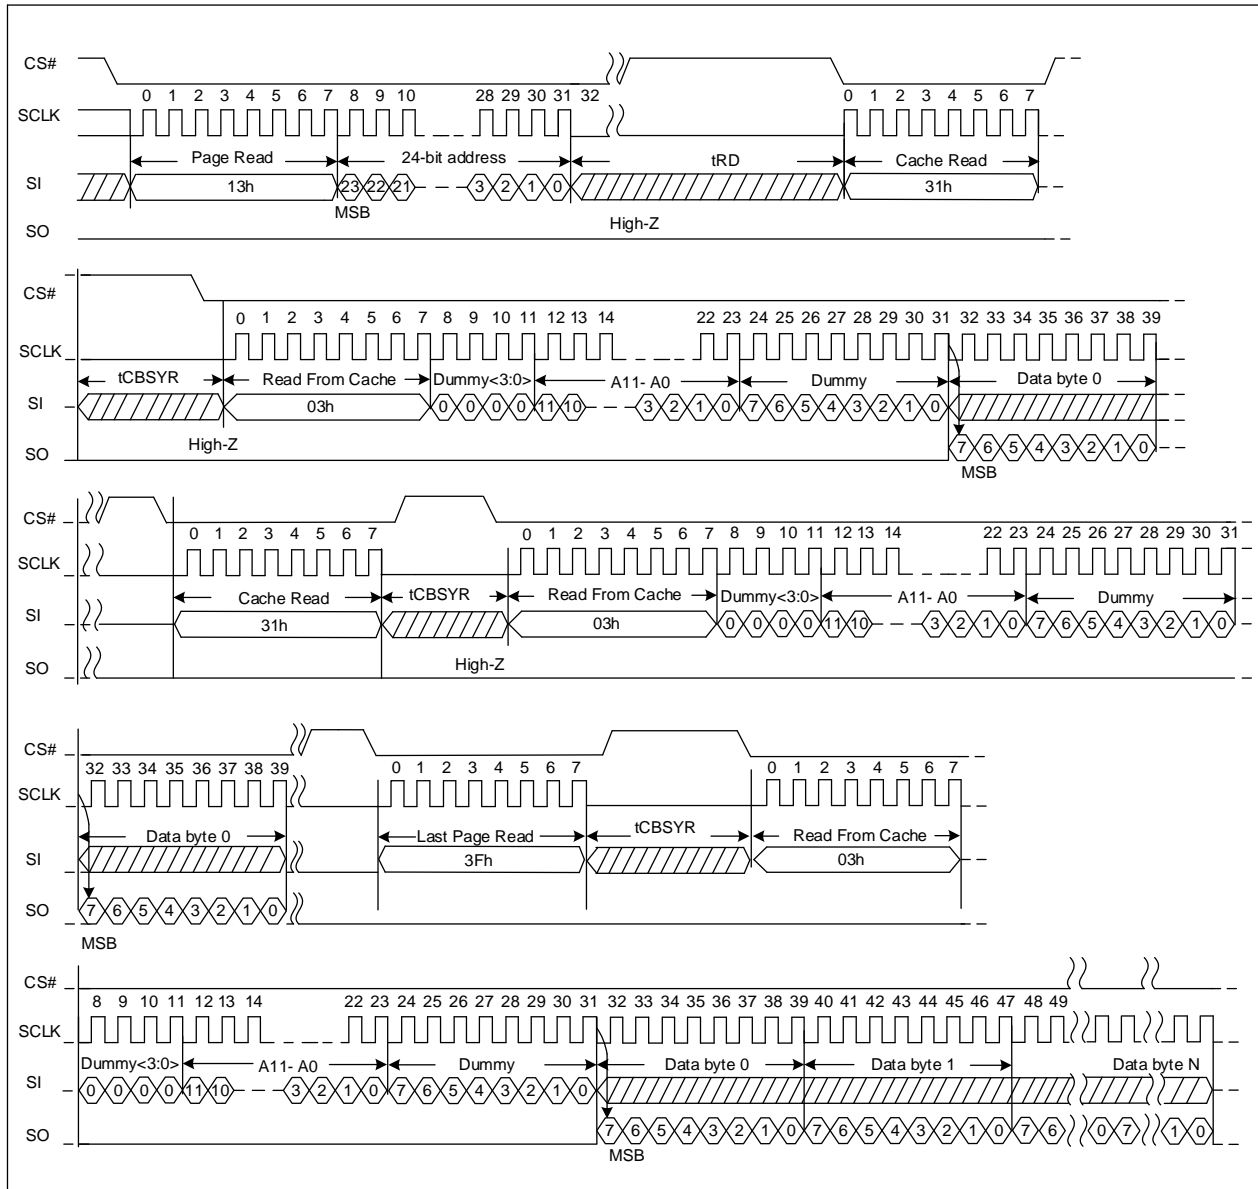 CS#
0 1 2 3 4 5 6 7 8 9 10 28 29 30 31 32 0 1 2 3 4 5 6 7
SCLK
Page Read 24-bit address tRD Cache Read
SI 13h 23 22 21 3 2 1 0 31h
MSB High-Z
SO
CS#
0 1 2 3 4 5 6 7 8 9 10 11 12 13 14 22 23 24 25 26 27 28 29 30 31 32 33 34 35 36 37 38 39
SCLK
tCBSYR Read From Cache Dummy<3:0> A11- A0 Dummy Data byte 0
SI 03h 0 0 0 0 11 10 3 2 1 0 7 6 5 4 3 2 1 0
High-Z
SO 7 6 5 4 3 2 1 0
MSB
CS#
0 1 2 3 4 5 6 7 0 1 2 3 4 5 6 7 8 9 10 11 12 13 14 22 23 24 25 26 27 28 29 30 31
SCLK
Cache Read tCBSYR Read From Cache Dummy<3:0> A11- A0 Dummy
SI 31h 03h 0 0 0 0 11 10 3 2 1 0 7 6 5 4 3 2 1 0
SO High-Z
CS#
32 33 34 35 36 37 38 39 0 1 2 3 4 5 6 7 0 1 2 3 4 5 6 7
SCLK
Data byte 0 Last Page Read tCBSYR Read From Cache
SI 3Fh 03h
SO 7 6 5 4 3 2 1 0
MSB
CS#
8 9 10 11 12 13 14 22 23 24 25 26 27 28 29 30 31 32 33 34 35 36 37 38 39 40 41 42 43 44 45 46 47 48 49
SCLK
Dummy<3:0> A11- A0 Dummy Data byte 0 Data byte 1 Data byte N
SI 0 0 0 0 11 10 3 2 1 0 7 6 5 4 3 2 1 0
SO 7 6 5 4 3 2 1 0 7 6 5 4 3 2 1 0 7 6 0 7 1 0
MSB